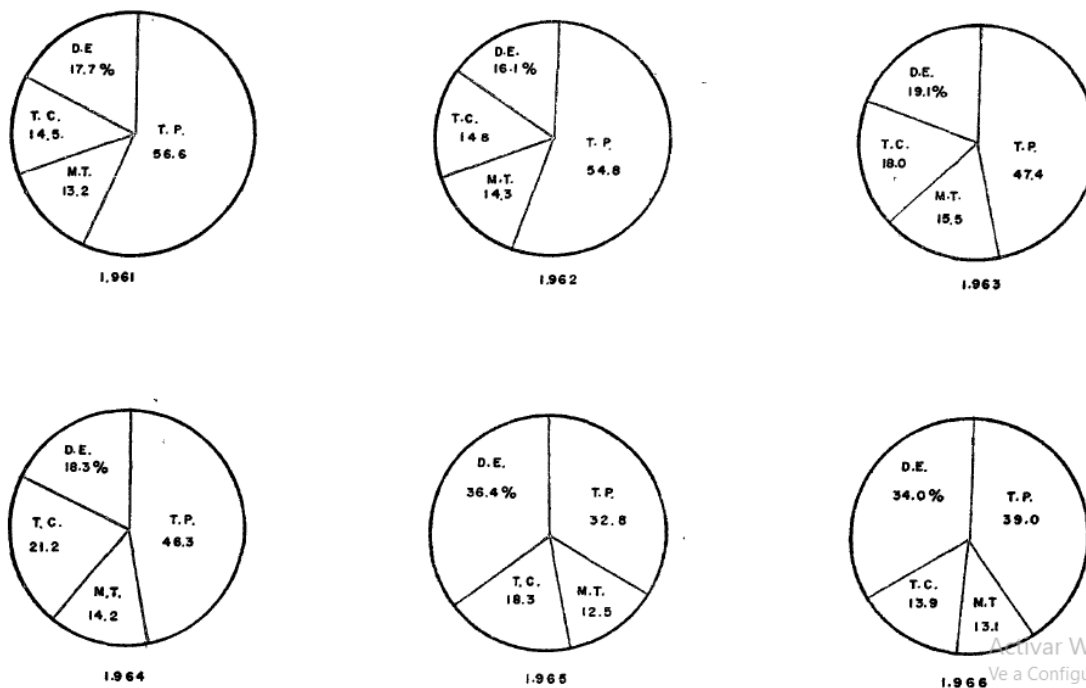 D.E
17.7%
T. C.
14.5.
T. P.
56.6
M.T.
13.2
1.961
D.E.
16.1%
T.C.
14 8
T. P.
54.8
M.T.
14.3
1.962
D.E.
19.1%
T.C.
18.0
T.P.
47.4
M.T.
15.5
1.963
D.E.
18.3%
T.C.
21.2
T.P.
46.3
M.T.
14.2
1.964
D.E.
36.4%
T.P.
32.8
T.C.
18.3
M.T.
12.5
1.965
D.E.
34.0%
T.P.
39.0
T.C.
13.9
M.T
13.1
1.966
Activar W
Ve a Configu